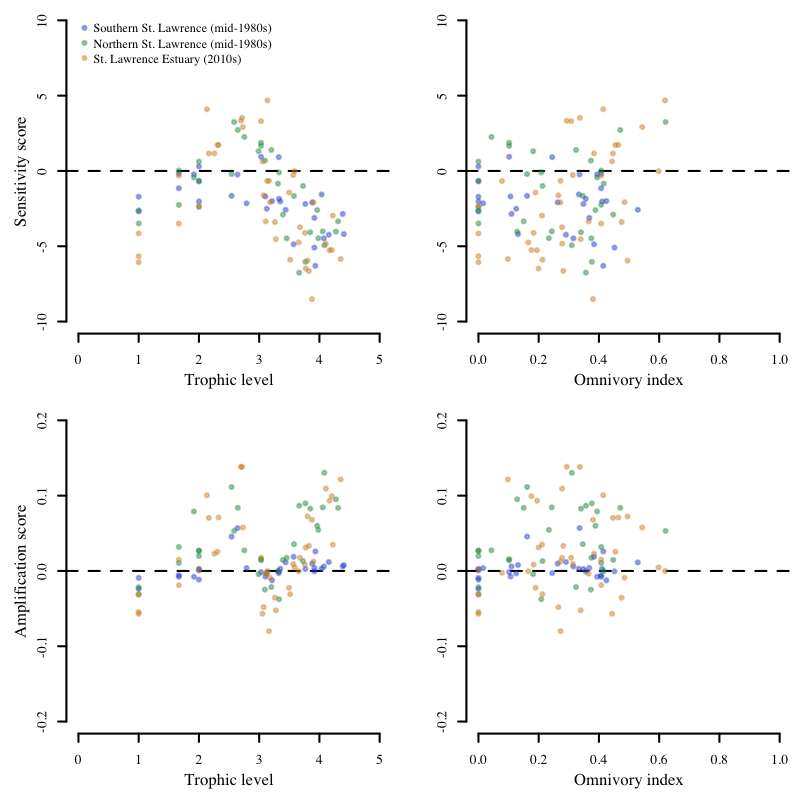 10
5
0
-5
-10
Sensitivity score
Southern St. Lawrence (mid-1980s)
Northern St. Lawrence (mid-1980s)
St. Lawrence Estuary (2010s)
0 1 2 3 4 5
Trophic level
10
5
0
-5
-10
0.0 0.2 0.4 0.6 0.8 1.0
Omnivory index
0.2
0.1
0.0
-0.1
-0.2
Amplification score
0 1 2 3 4 5
Trophic level
0.2
0.1
0.0
-0.1
-0.2
0.0 0.2 0.4 0.6 0.8 1.0
Omnivory index